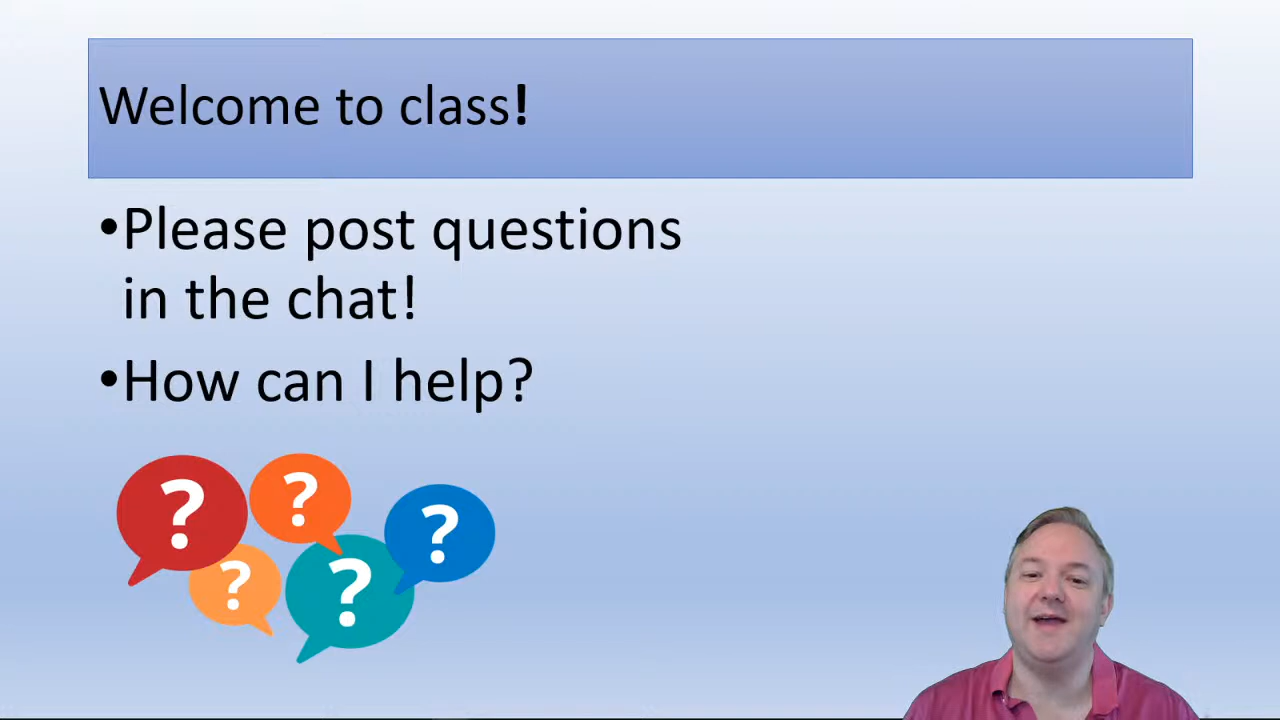 Welcome to class!
•Please post questions
in the chat!
•How can I help?
? ? ?
? ?